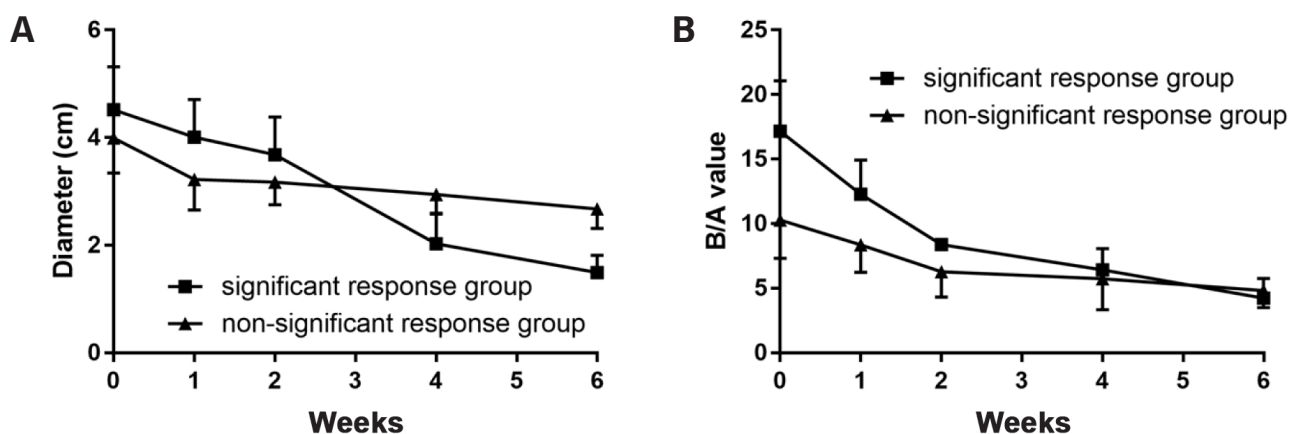 A
6
4
2
0
Diameter (cm)
significant response group
non-significant response group
0 1 2 3 4 5 6
Weeks
B
25
20
15
10
5
0
B/A value
significant response group
non-significant response group
0 1 2 3 4 5 6
Weeks